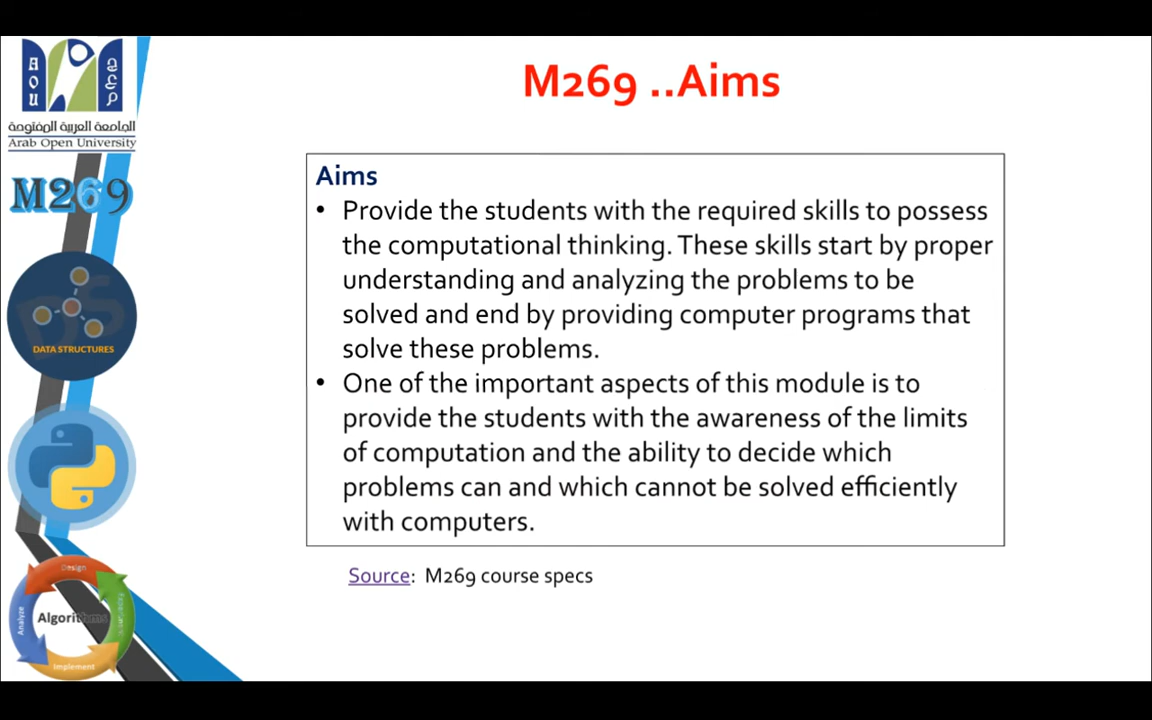 M269 ..Aims
AOU
عربي
الجامعة العربية المفتوحة
Arab Open University
M269
DATA STRUCTURES
Aims
• Provide the students with the required skills to possess
the computational thinking. These skills start by proper
understanding and analyzing the problems to be
solved and end by providing computer programs that
solve these problems.
• One of the important aspects of this module is to
provide the students with the awareness of the limits
of computation and the ability to decide which
problems can and which cannot be solved efficiently
with computers.
Source: M269 course specs
Design
Analyze
Algorithms
Implement